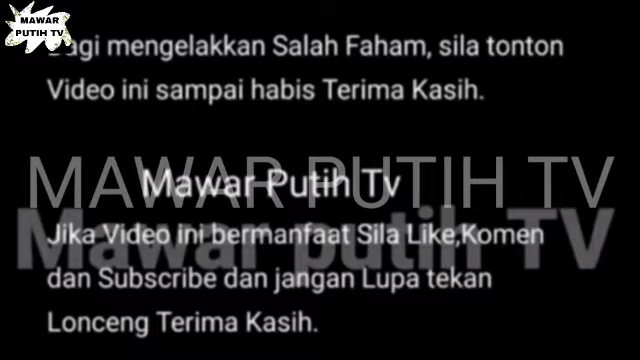 MAWAR
PUTIH TV
Bagi mengelakkan Salah Faham, sila tonton
Video ini sampai habis Terima Kasih.
MAWAR PUTIH TV
Mawar Putih Tv
Mawar putih TV
Jika Video ini bermanfaat Sila Like,Komen
dan Subscribe dan jangan Lupa tekan
Lonceng Terima Kasih.